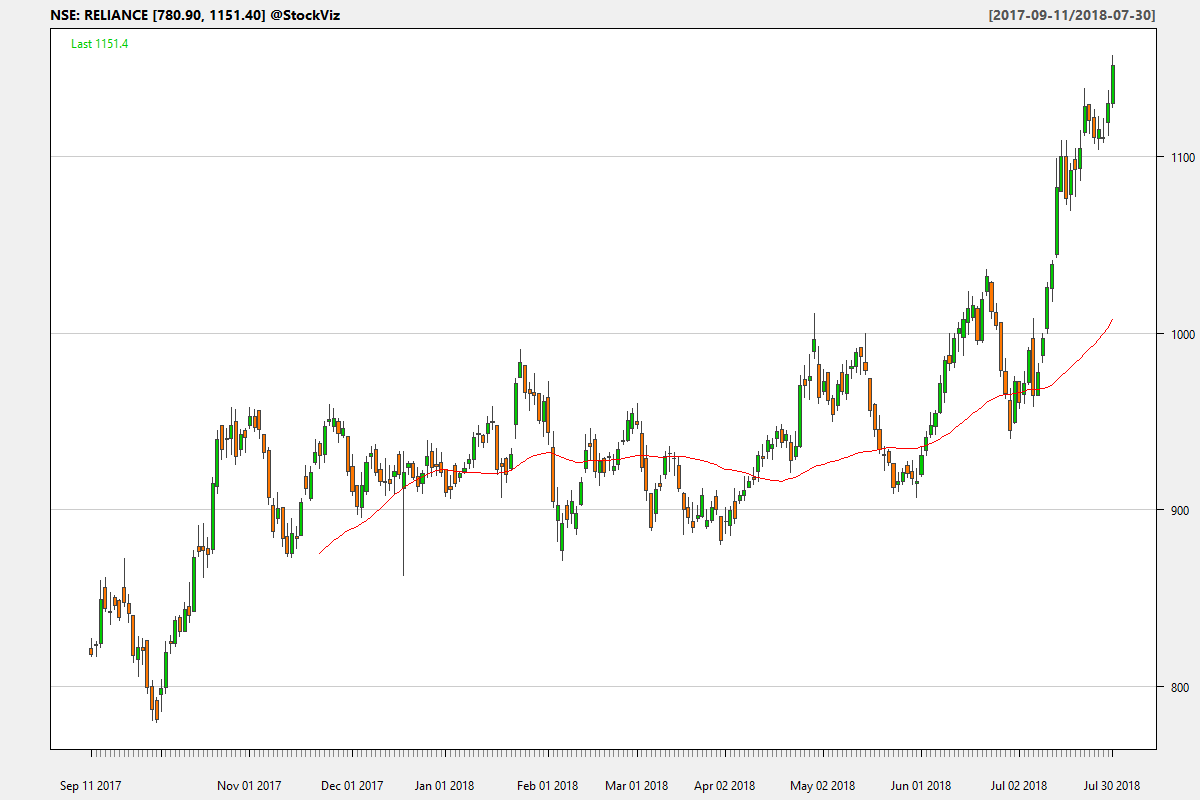 NSE: RELIANCE [780.90, 1151.40] @StockViz [2017-09-11/2018-07-30]
Last 1151.4
1100
1000
900
800
Sep 11 2017 Nov 01 2017 Dec 01 2017 Jan 01 2018 Feb 01 2018 Mar 01 2018 Apr 02 2018 May 02 2018 Jun 01 2018 Jul 02 2018 Jul 30 2018